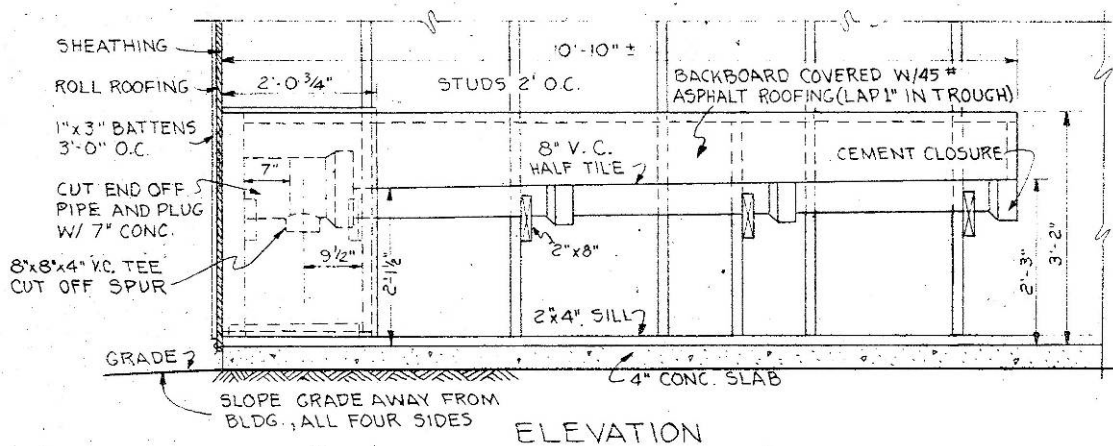 SHEATHING
ROLL ROOFING
1"x3" BATTENS
3'-0" O.C.
CUT END OFF
PIPE AND PLUG
W/ 7" CONC.
8"x8"x4" V.C. TEE
CUT OFF SPUR
GRADE
SLOPE GRADE AWAY FROM
BLDG., ALL FOUR SIDES
10'-10" ±
2'-0 3/4"
STUDS 2' O.C.
BACKBOARD COVERED W/45 #
ASPHALT ROOFING (LAP 1" IN TROUGH)
8" V.C.
HALF TILE
CEMENT CLOSURE
7"
9 1/2"
2'-1 1/2"
2"x8"
2'-3"
3'-2"
2"x4" SILL
4" CONC. SLAB
ELEVATION